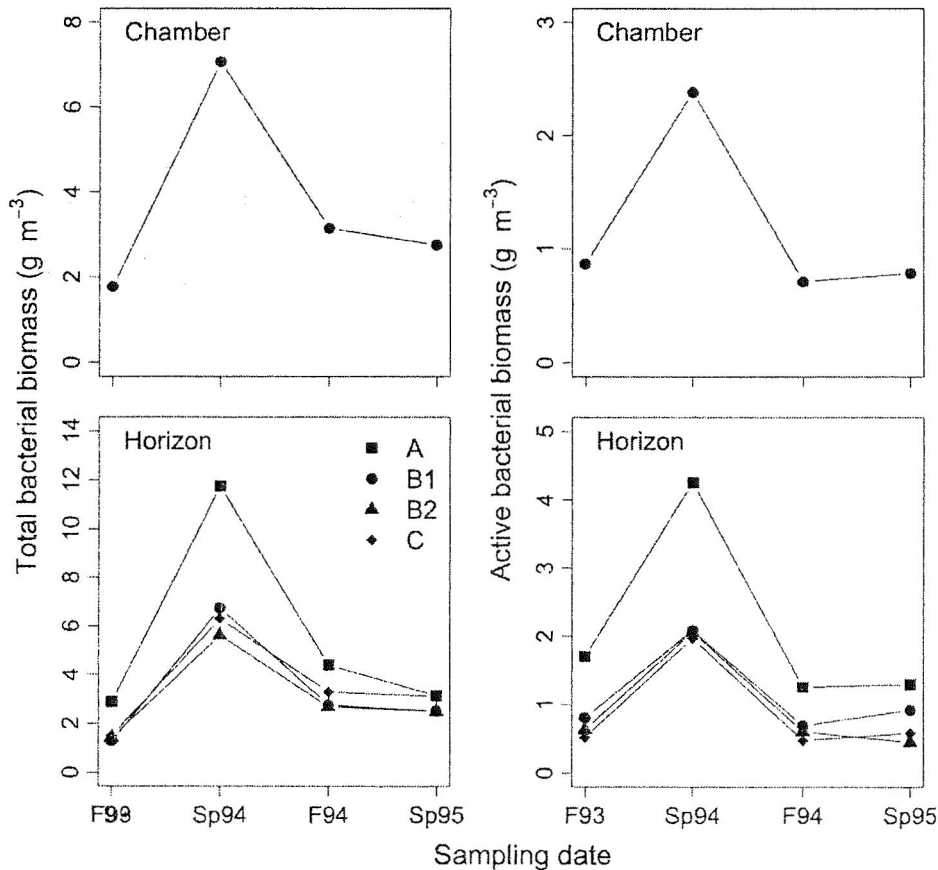 Total bacterial biomass (g m⁻³)
8
6
4
2
0
Chamber
Active bacterial biomass (g m⁻³)
3
2
1
0
Chamber
14
12
10
8
6
4
2
0
Horizon
A
B1
B2
C
5
4
3
2
1
0
Horizon
Sp94 F94 Sp95
F93 Sp94 F94 Sp95
Sampling date